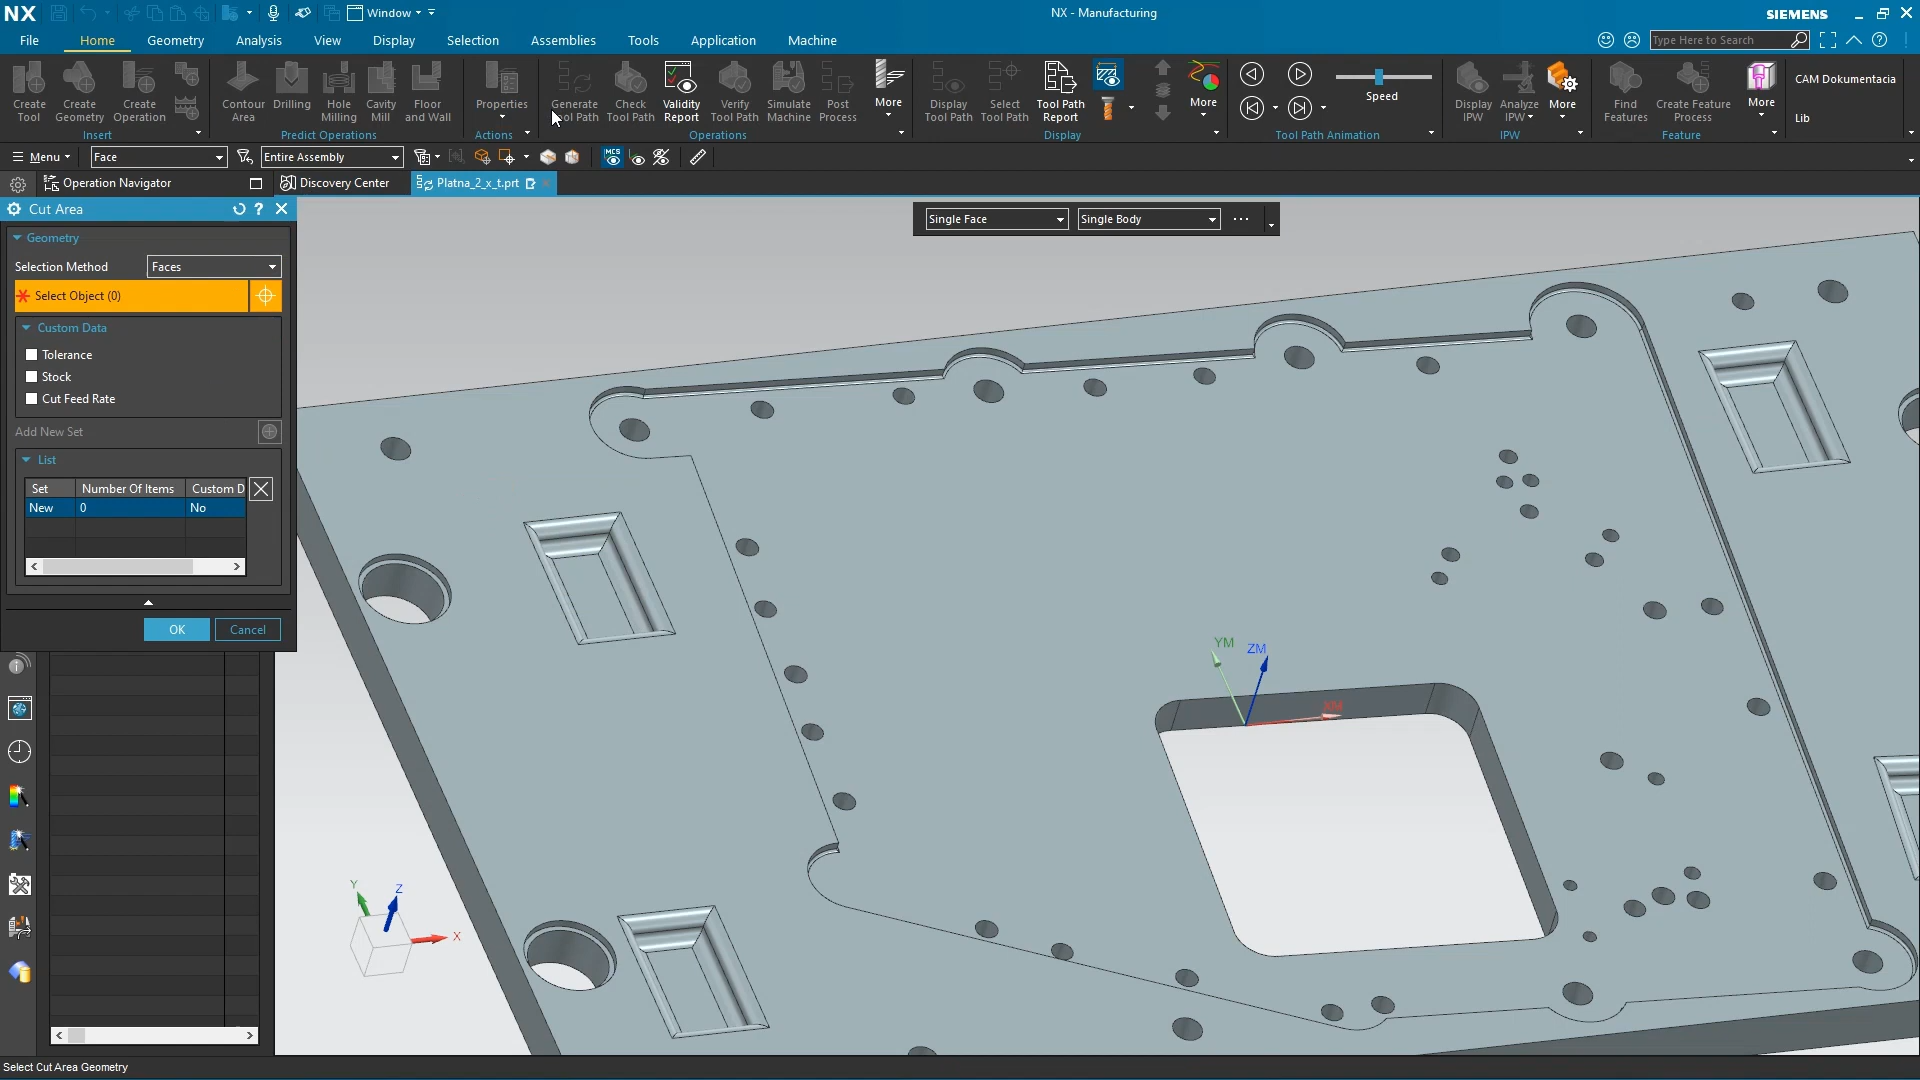 NX
Window
NX - Manufacturing
SIEMENS
File
Home
Geometry
Analysis
View
Display
Selection
Assemblies
Tools
Application
Machine
Type Here to Search
Create Tool
Create Geometry
Create Operation
Insert
Contour Area
Drilling
Hole Milling
Cavity Mill
Floor and Wall
Predict Operations
Properties
Actions
Generate Tool Path
Check Tool Path
Validity Report
Verify Tool Path
Simulate Machine
Post Process
More
Operations
Display Tool Path
Select Tool Path
Tool Path Report
More
Display
Speed
Tool Path Animation
Display IPW
Analyze IPW
More
IPW
Find Features
Create Feature Process
More
Feature
CAM Dokumentacia
Lib
Menu
Face
Entire Assembly
MCS
Operation Navigator
Discovery Center
Platna_2_x_t.prt
Cut Area
?
Single Face
Single Body
Geometry
Selection Method
Faces
Select Object (0)
Custom Data
Tolerance
Stock
Cut Feed Rate
Add New Set
List
Set
Number Of Items
Custom D
New
0
No
OK
Cancel
YM
ZM
XM
Y
Z
X
Select Cut Area Geometry